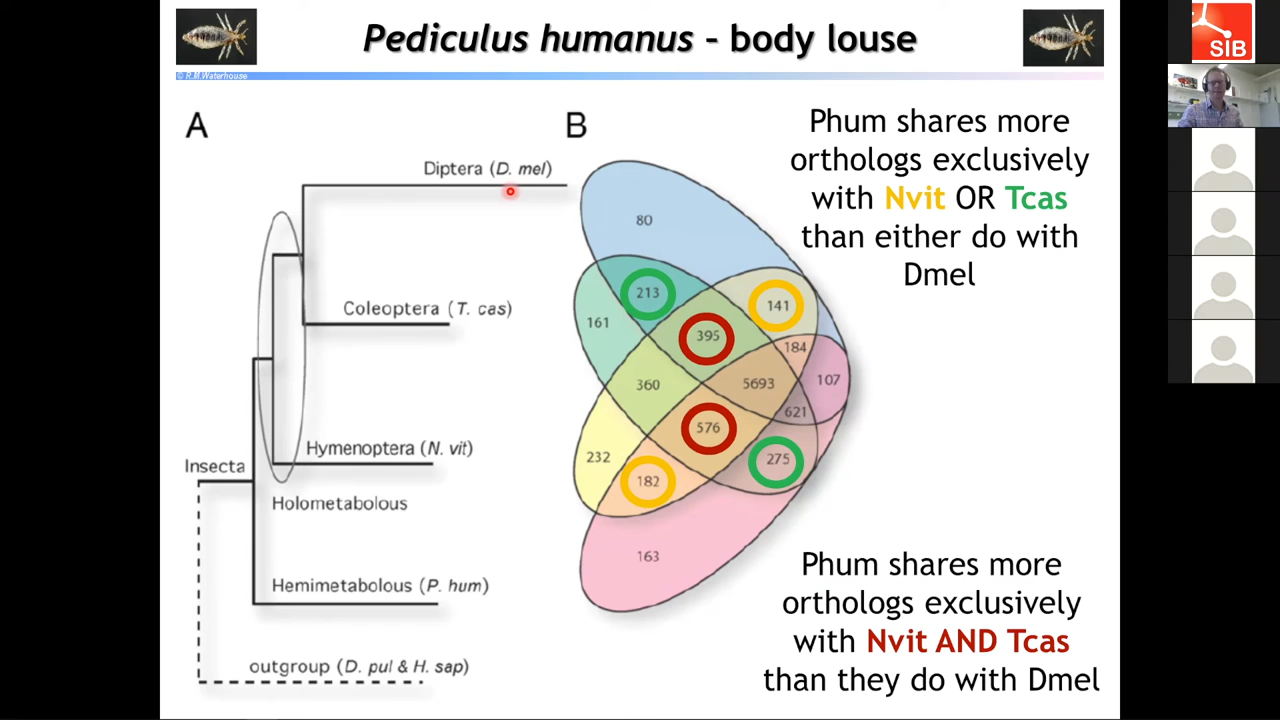 Pediculus humanus - body louse
© R.M.Waterhouse
SIB
A
B
Diptera (D. mel)
Coleoptera (T. cas)
Hymenoptera (N. vit)
Insecta
Holometabolous
Hemimetabolous (P. hum)
outgroup (D. pul & H. sap)
80
213
141
161
395
184
360
5693
107
621
576
232
275
182
163
Phum shares more
orthologs exclusively
with Nvit OR Tcas
than either do with
Dmel
Phum shares more
orthologs exclusively
with Nvit AND Tcas
than they do with Dmel